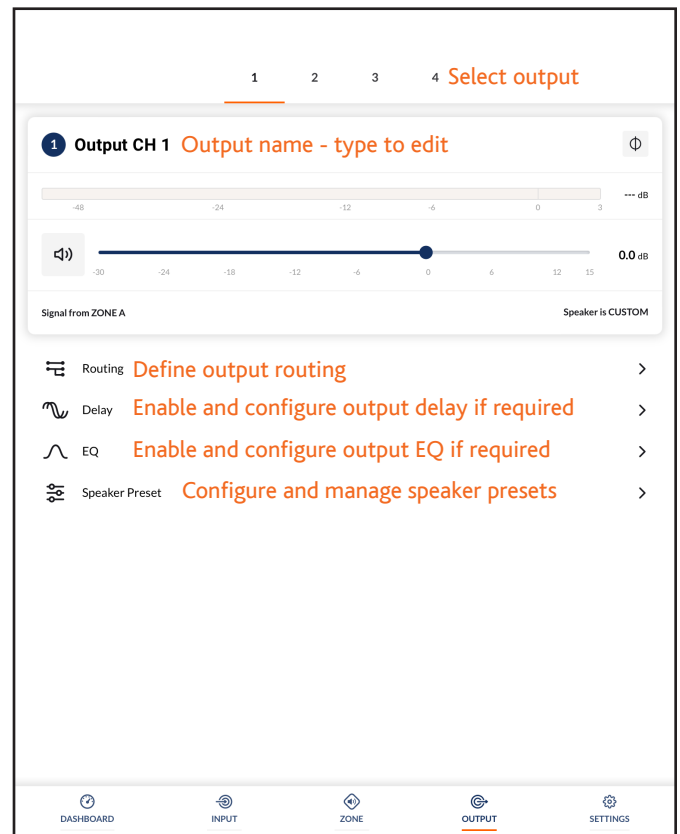 1 2 3 4 Select output
1 Output CH 1 Output name - type to edit
--- dB
-48 -24 -12 -6 0 3
0.0 dB
-30 -24 -18 -12 -6 0 6 12 15
Signal from ZONE A Speaker is CUSTOM
Routing Define output routing
Delay Enable and configure output delay if required
EQ Enable and configure output EQ if required
Speaker Preset Configure and manage speaker presets
DASHBOARD INPUT ZONE OUTPUT SETTINGS